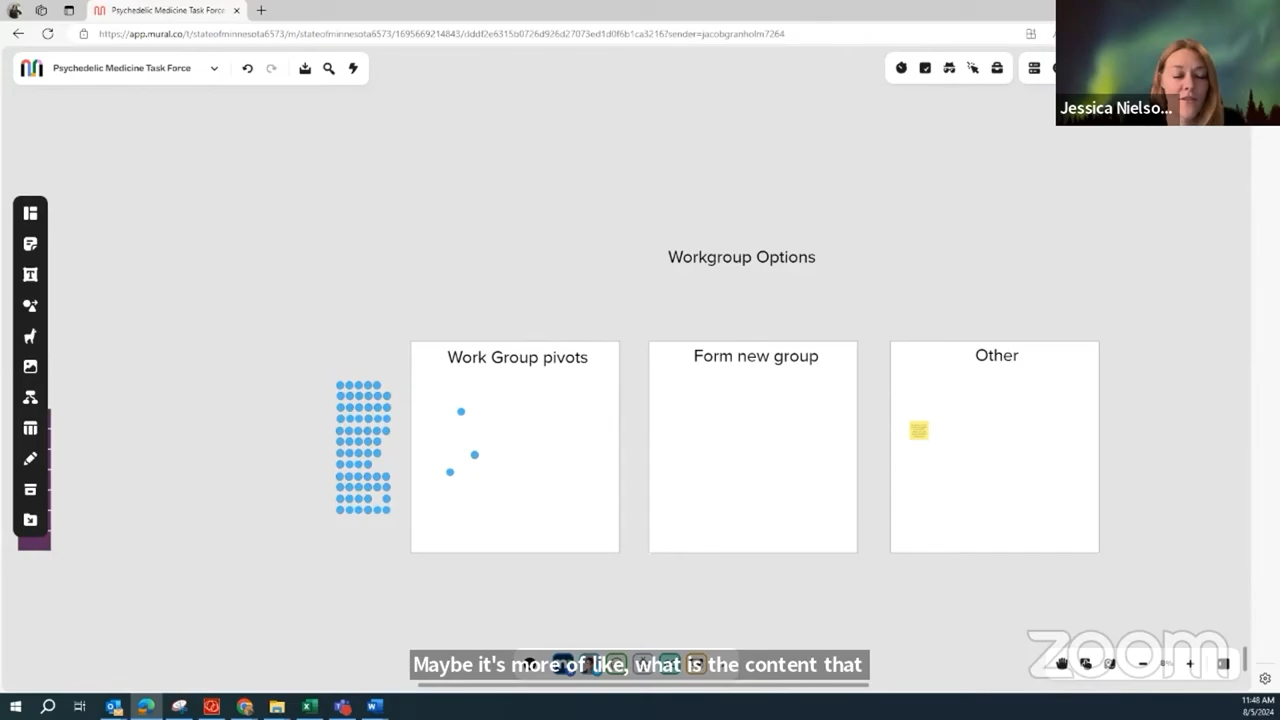 Psychedelic Medicine Task Force
https://app.mural.co/t/stateofminnesota6573/m/stateofminnesota6573/1695669214843/dddf2e6315b0726d926d27073ed1d0f6b1ca3216?sender=jacobgranholm7264
Psychedelic Medicine Task Force
Jessica Nielso...
Workgroup Options
Work Group pivots
Form new group
Other
Maybe it's more of like, what is the content that
zoom
11:48 AM
8/5/2024